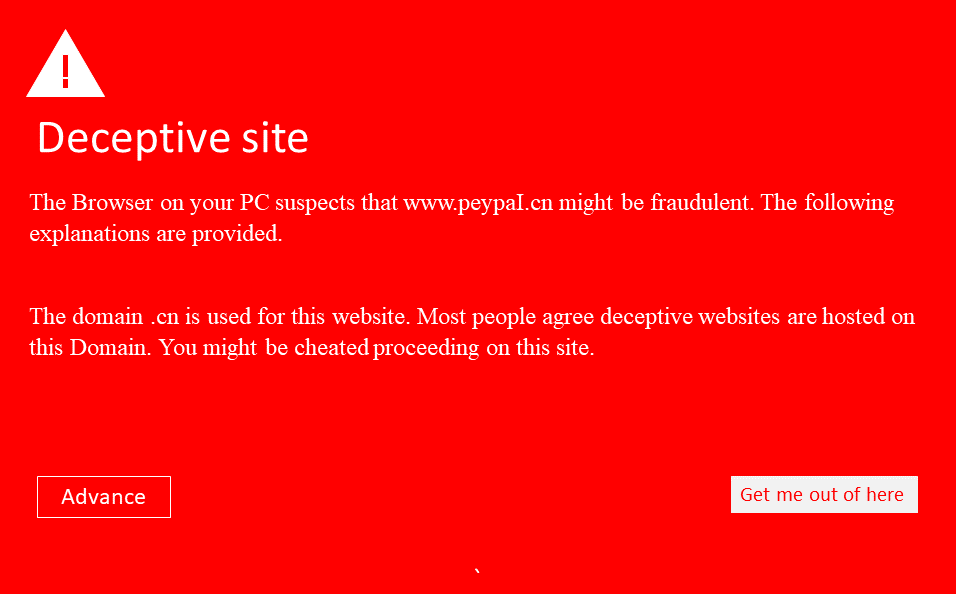 !
Deceptive site
The Browser on your PC suspects that www.peypaI.cn might be fraudulent. The following
explanations are provided.
The domain .cn is used for this website. Most people agree deceptive websites are hosted on
this Domain. You might be cheated proceeding on this site.
Advance
Get me out of here
`